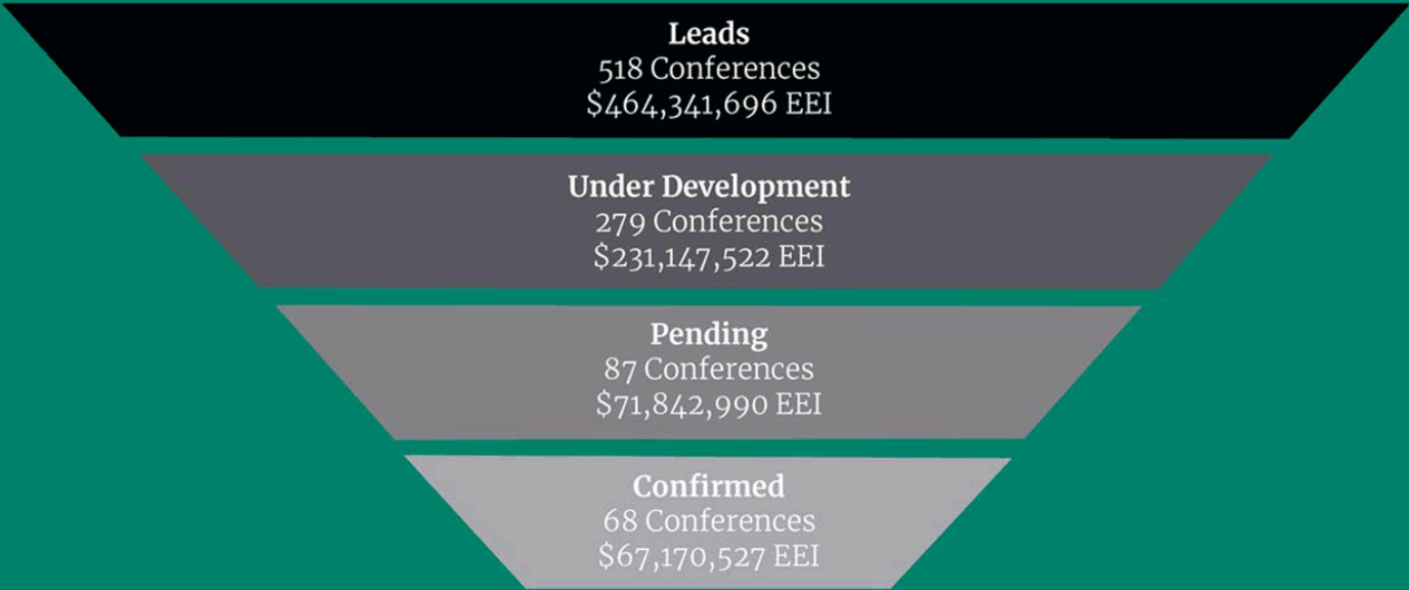 Leads
518 Conferences
$464,341,696 EEI
Under Development
279 Conferences
$231,147,522 EEI
Pending
87 Conferences
$71,842,990 EEI
Confirmed
68 Conferences
$67,170,527 EEI